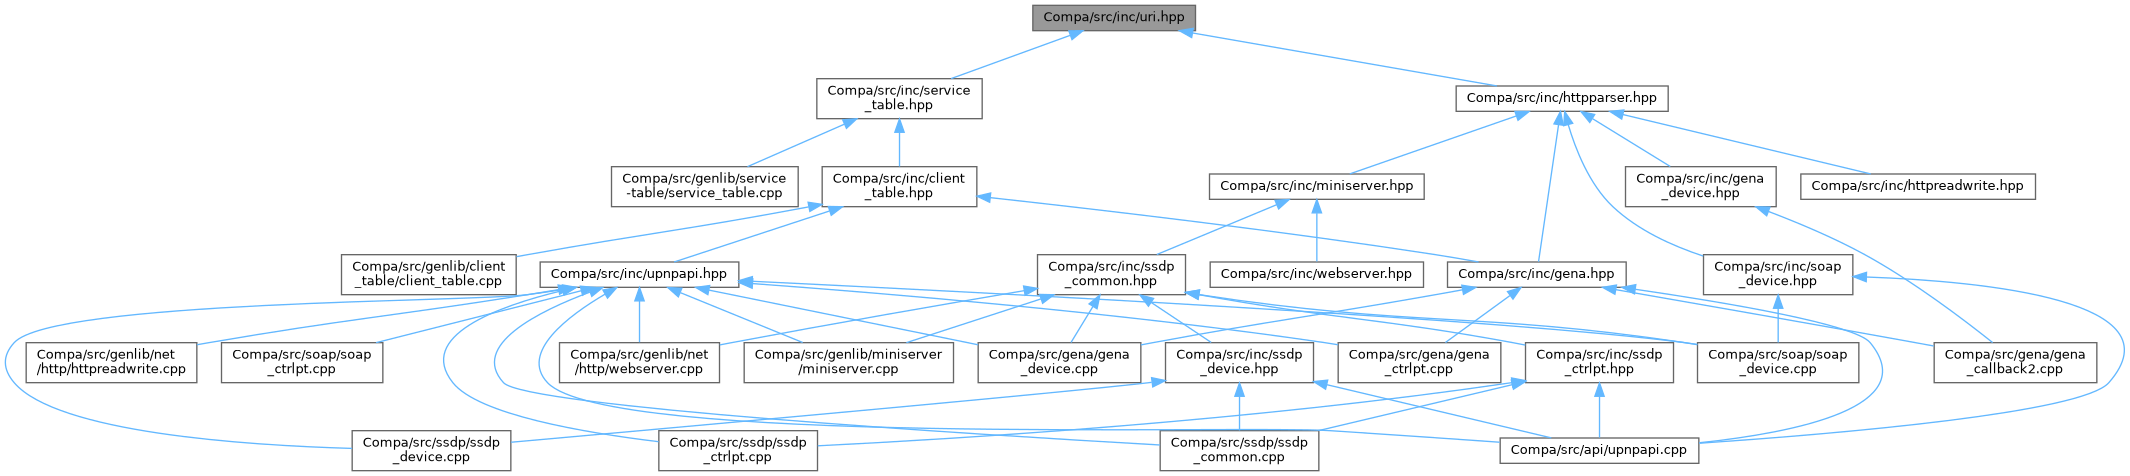 Compa/src/inc/uri.hpp
Compa/src/inc/service
_table.hpp
Compa/src/inc/httpparser.hpp
Compa/src/genlib/service
-table/service_table.cpp
Compa/src/inc/client
_table.hpp
Compa/src/inc/miniserver.hpp
Compa/src/inc/gena
_device.hpp
Compa/src/inc/httpreadwrite.hpp
Compa/src/genlib/client
_table/client_table.cpp
Compa/src/inc/upnpapi.hpp
Compa/src/inc/ssdp
_common.hpp
Compa/src/inc/webserver.hpp
Compa/src/inc/gena.hpp
Compa/src/inc/soap
_device.hpp
Compa/src/genlib/net
/http/httpreadwrite.cpp
Compa/src/soap/soap
_ctrlpt.cpp
Compa/src/genlib/net
/http/webserver.cpp
Compa/src/genlib/miniserver
/miniserver.cpp
Compa/src/gena/gena
_device.cpp
Compa/src/inc/ssdp
_device.hpp
Compa/src/gena/gena
_ctrlpt.cpp
Compa/src/inc/ssdp
_ctrlpt.hpp
Compa/src/soap/soap
_device.cpp
Compa/src/gena/gena
_callback2.cpp
Compa/src/ssdp/ssdp
_device.cpp
Compa/src/ssdp/ssdp
_ctrlpt.cpp
Compa/src/ssdp/ssdp
_common.cpp
Compa/src/api/upnpapi.cpp